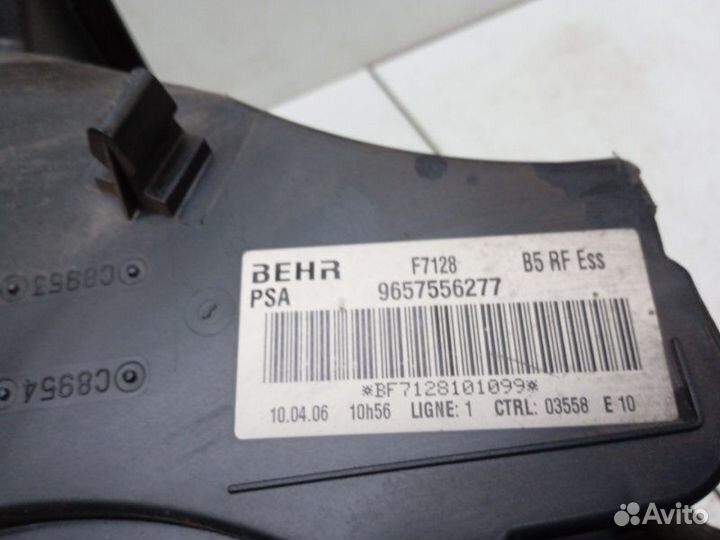 BEHR F7128 B5 RF Ess
PSA 9657556277
*BF7128101099*
10.04.06 10h56 LIGNE: 1 CTRL: 03558 E 10
C8953
C8954
Avito